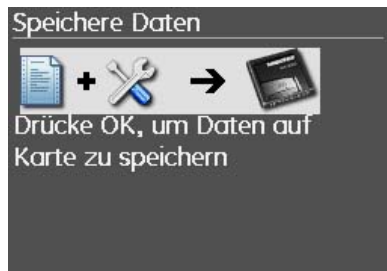 Speichere Daten
Drücke OK, um Daten auf
Karte zu speichern